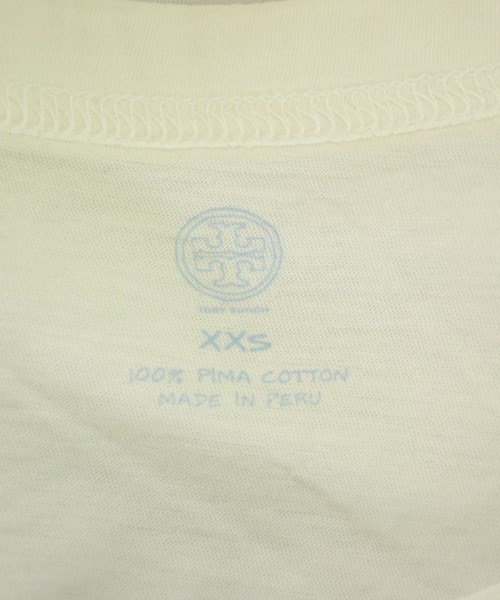 TORY BURCH
XXS
100% PIMA COTTON
MADE IN PERU